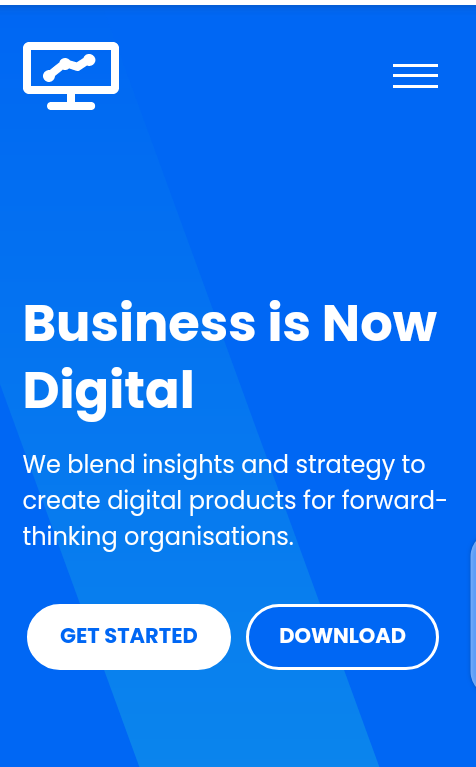 Business is Now
Digital
We blend insights and strategy to
create digital products for forward-
thinking organisations.
GET STARTED
DOWNLOAD